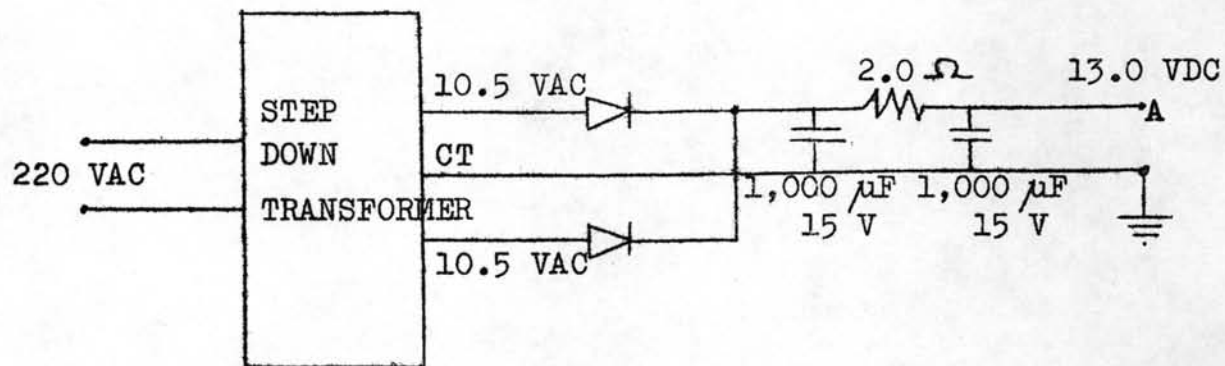 220 VAC
STEP
DOWN
TRANSFORMER
10.5 VAC
CT
10.5 VAC
2.0 Ω
13.0 VDC
A
1,000 µF
15 V
1,000 µF
15 V